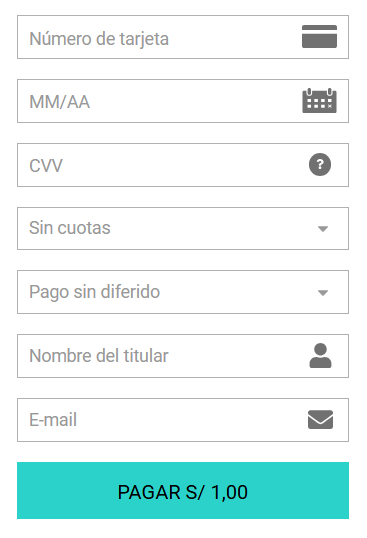 Número de tarjeta
MM/AA
CVV
?
Sin cuotas
Pago sin diferido
Nombre del titular
E-mail
PAGAR S/ 1,00